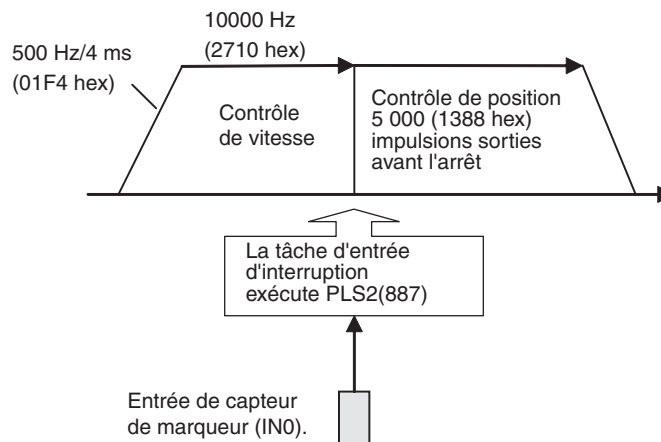 10000 Hz
(2710 hex)
500 Hz/4 ms
(01F4 hex)
Contrôle
de vitesse
Contrôle de position
5 000 (1388 hex)
impulsions sorties
avant l'arrêt
La tâche d'entrée
d'interruption
exécute PLS2(887)
Entrée de capteur
de marqueur (IN0).